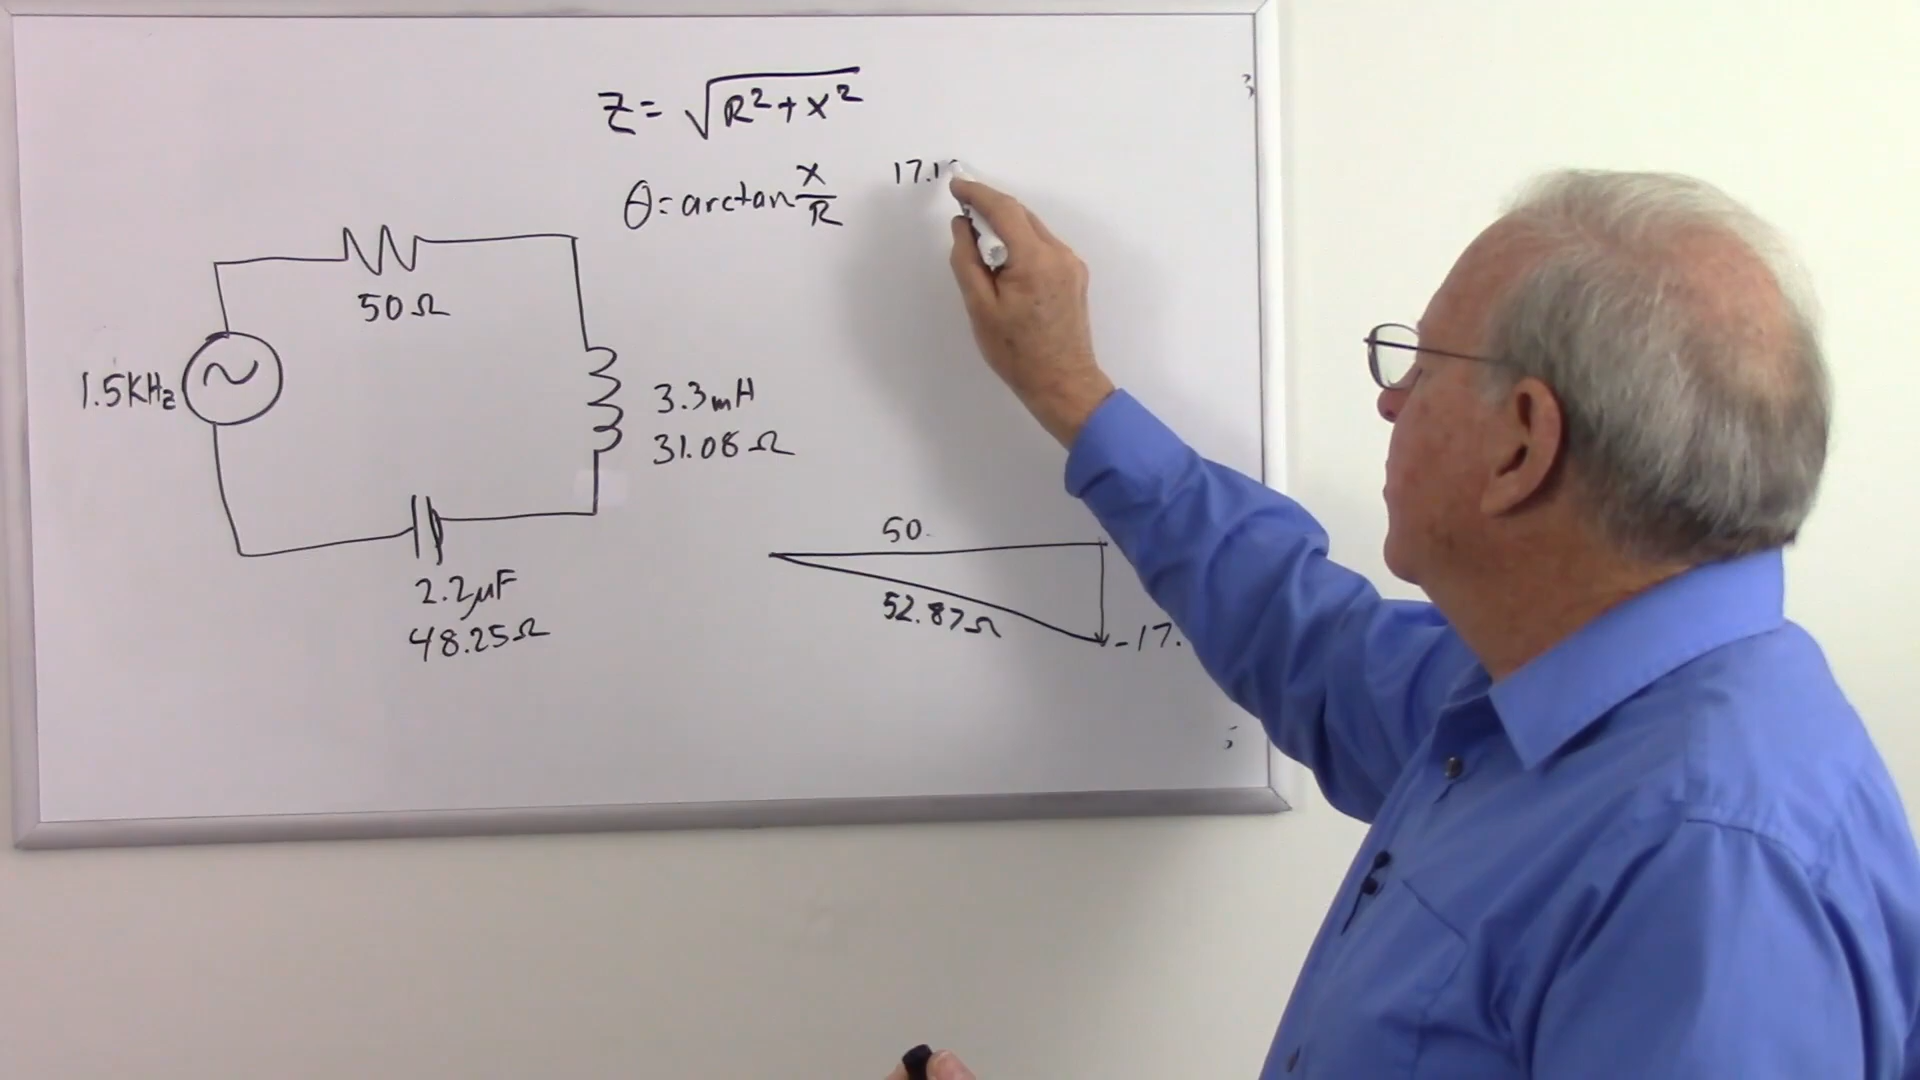 Z = √R² + X²
θ = arctan X/R
17.1
50Ω
1.5KHz
3.3mH
31.08Ω
50.
2.2μF
52.87Ω
48.25Ω
-17.